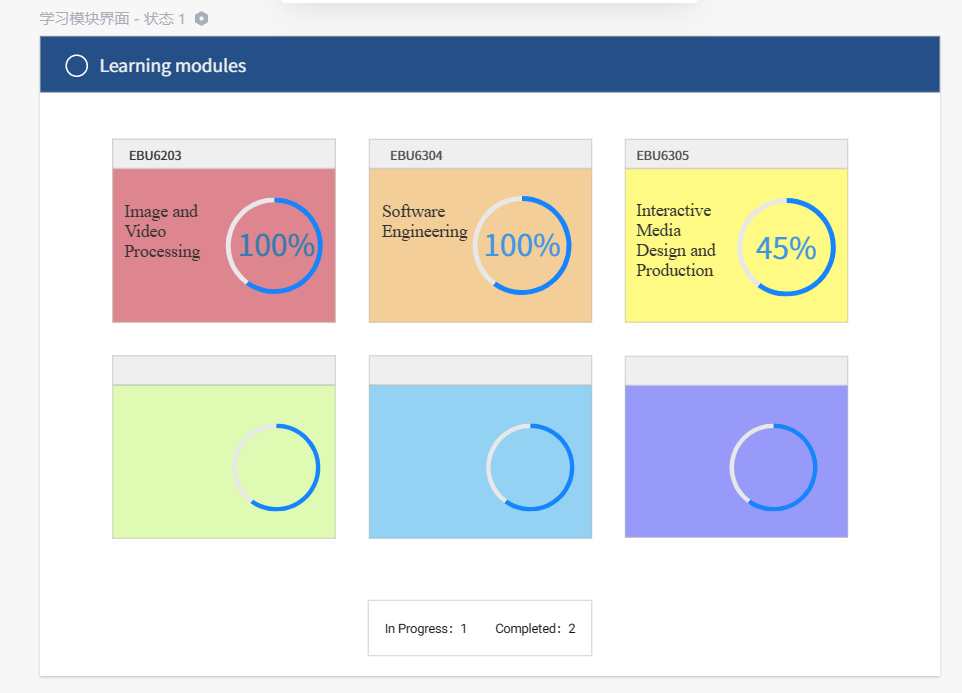 学习模块界面 - 状态 1
Learning modules
EBU6203
Image and
Video
Processing
100%
EBU6304
Software
Engineering
100%
EBU6305
Interactive
Media
Design and
Production
45%
In Progress：1
Completed：2